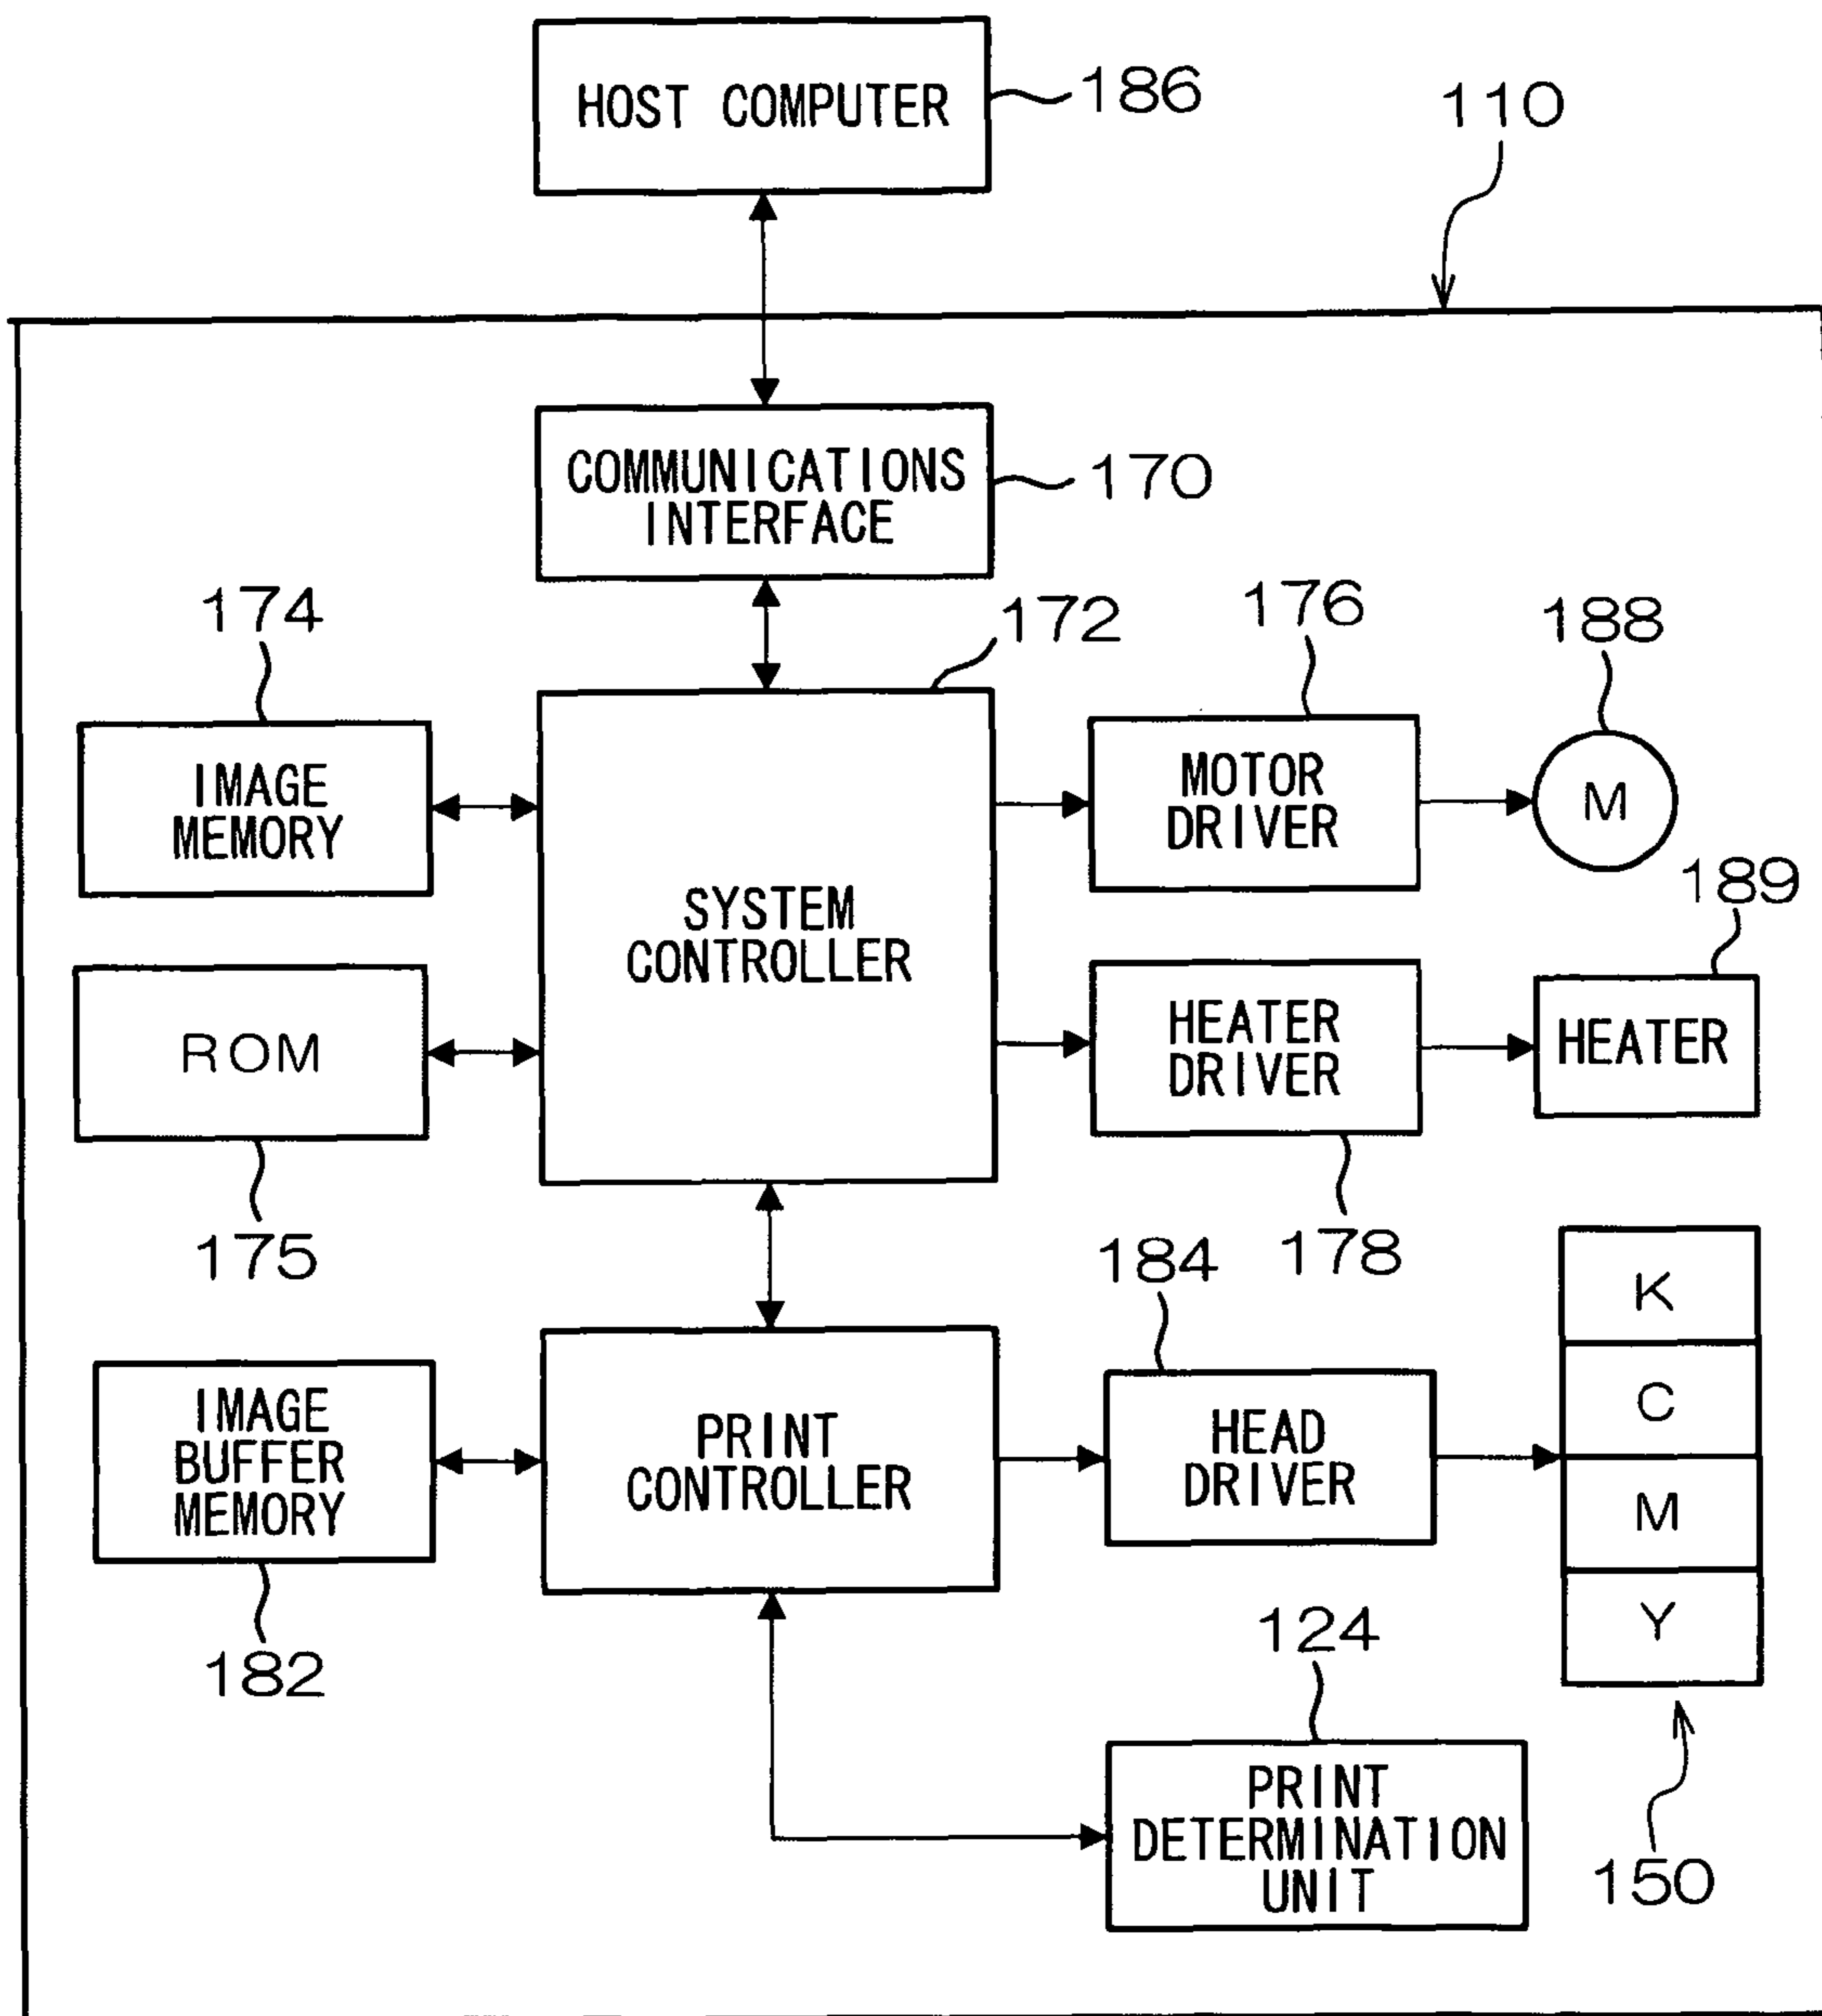 HOST COMPUTER
186
110
COMMUNICATIONS
INTERFACE
170
174
172
176
188
IMAGE
MEMORY
SYSTEM
CONTROLLER
MOTOR
DRIVER
M
189
ROM
175
HEATER
DRIVER
178
HEATER
184
K
C
M
Y
IMAGE
BUFFER
MEMORY
182
PRINT
CONTROLLER
HEAD
DRIVER
124
PRINT
DETERMINATION
UNIT
150